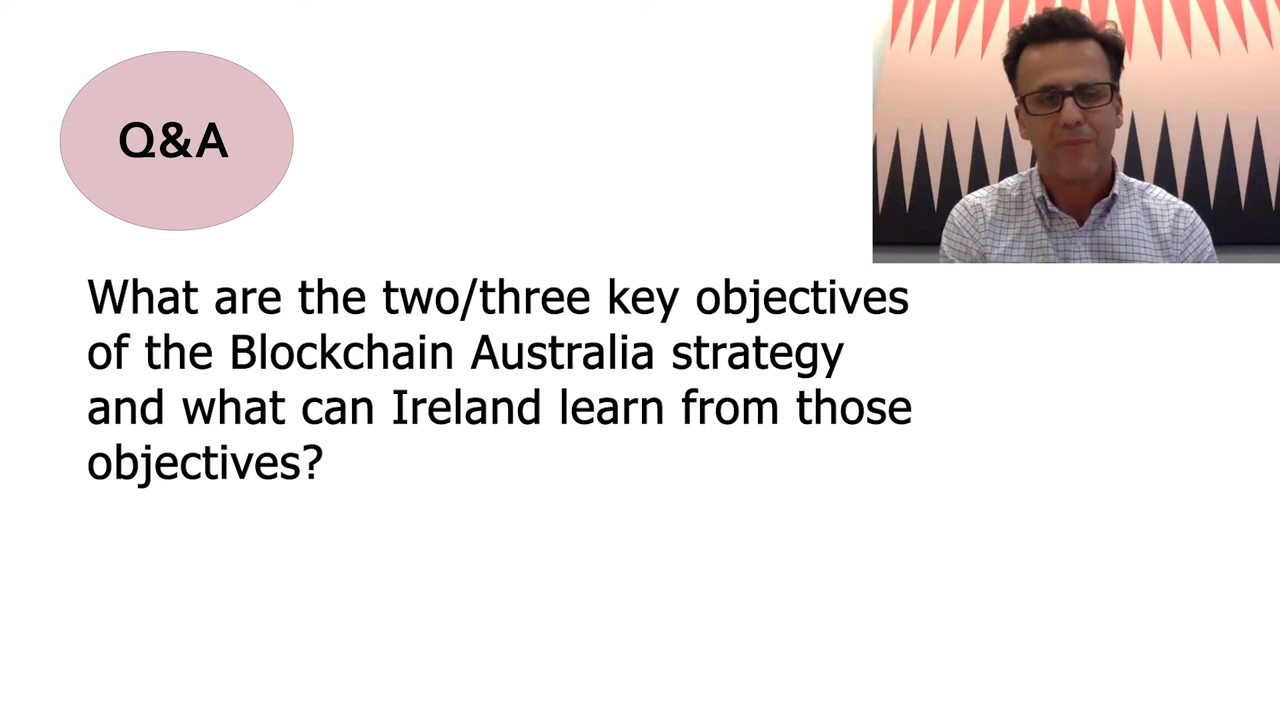 Q&A
What are the two/three key objectives
of the Blockchain Australia strategy
and what can Ireland learn from those
objectives?